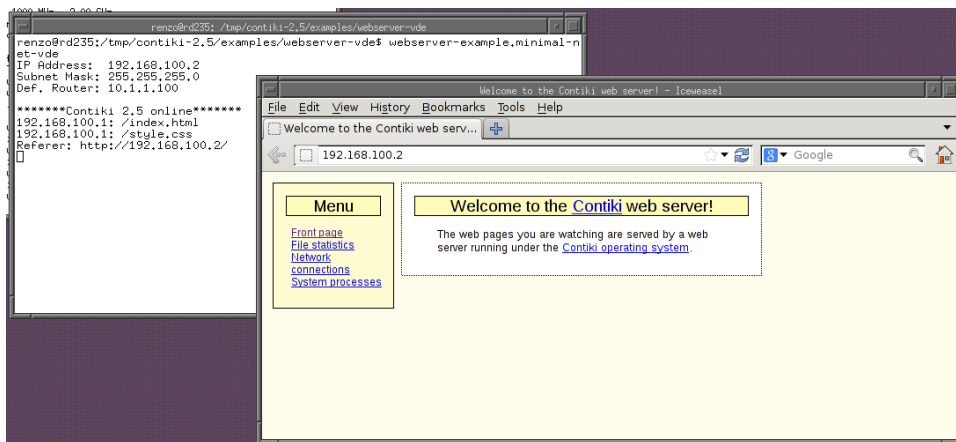 renzo@rd235: /tmp/contiki-2.5/examples/webserver-vde
renzo@rd235:/tmp/contiki-2.5/examples/webserver-vde$ webserver-example.minimal-n
et-vde
IP Address:  192.168.100.2
Subnet Mask: 255.255.255.0
Def. Router: 10.1.1.100
*******Contiki 2.5 online*******
192.168.100.1: /index.html
192.168.100.1: /style.css
Referer: http://192.168.100.2/
Welcome to the Contiki web server! - Iceweasel
File Edit View History Bookmarks Tools Help
Welcome to the Contiki web serv...
192.168.100.2
Google
Menu
Front page
File statistics
Network
connections
System processes
Welcome to the Contiki web server!
The web pages you are watching are served by a web
server running under the Contiki operating system.